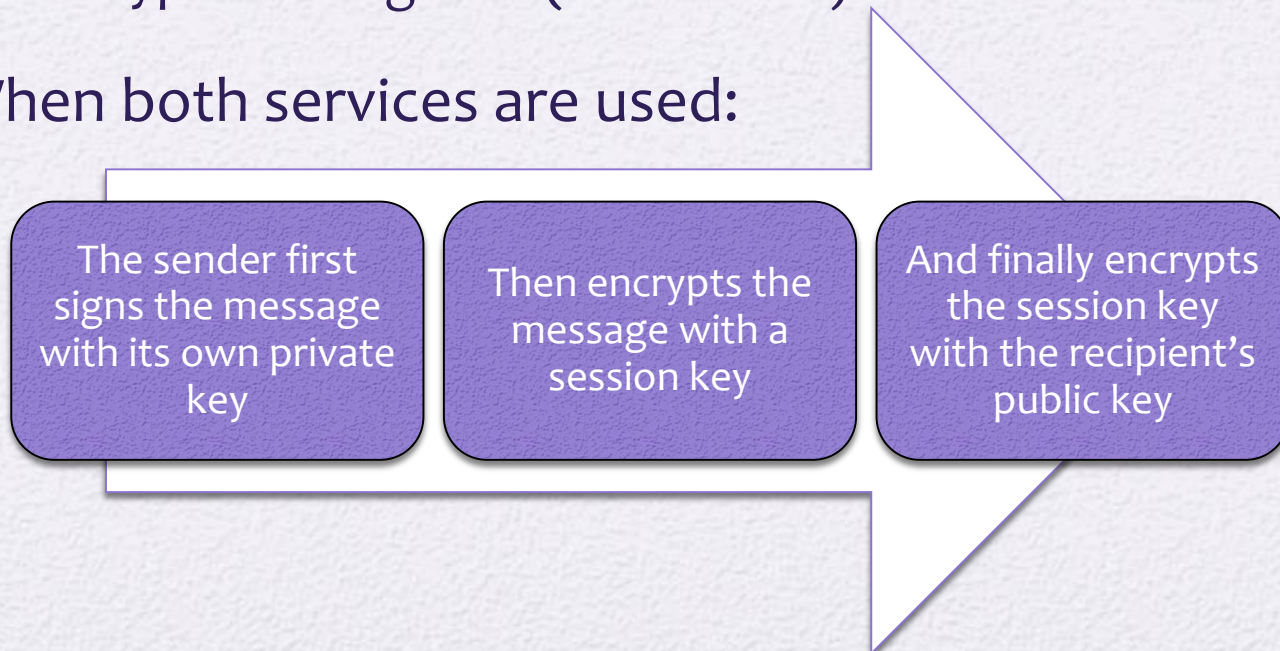 hen both services are used:
The sender first
signs the message
with its own private
key
Then encrypts the
message with a
session key
And finally encrypts
the session key
with the recipient’s
public key